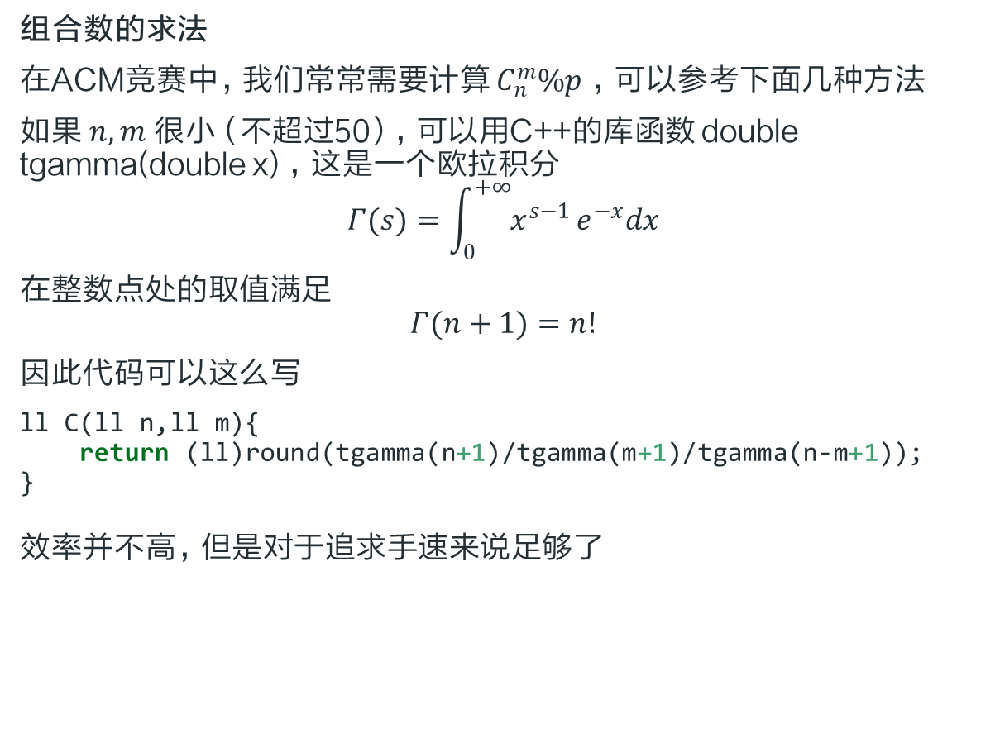 组合数的求法
在ACM竞赛中，我们常常需要计算 $C_n^m\%p$ ，可以参考下面几种方法
如果 $n,m$ 很小（不超过50），可以用C++的库函数 double
tgamma(double x)，这是一个欧拉积分
$\Gamma(s) = \int_0^{+\infty} x^{s-1} e^{-x} dx$
在整数点处的取值满足
$\Gamma(n + 1) = n!$
因此代码可以这么写
ll C(ll n,ll m){
    return (ll)round(tgamma(n+1)/tgamma(m+1)/tgamma(n-m+1));
}
效率并不高，但是对于追求手速来说足够了